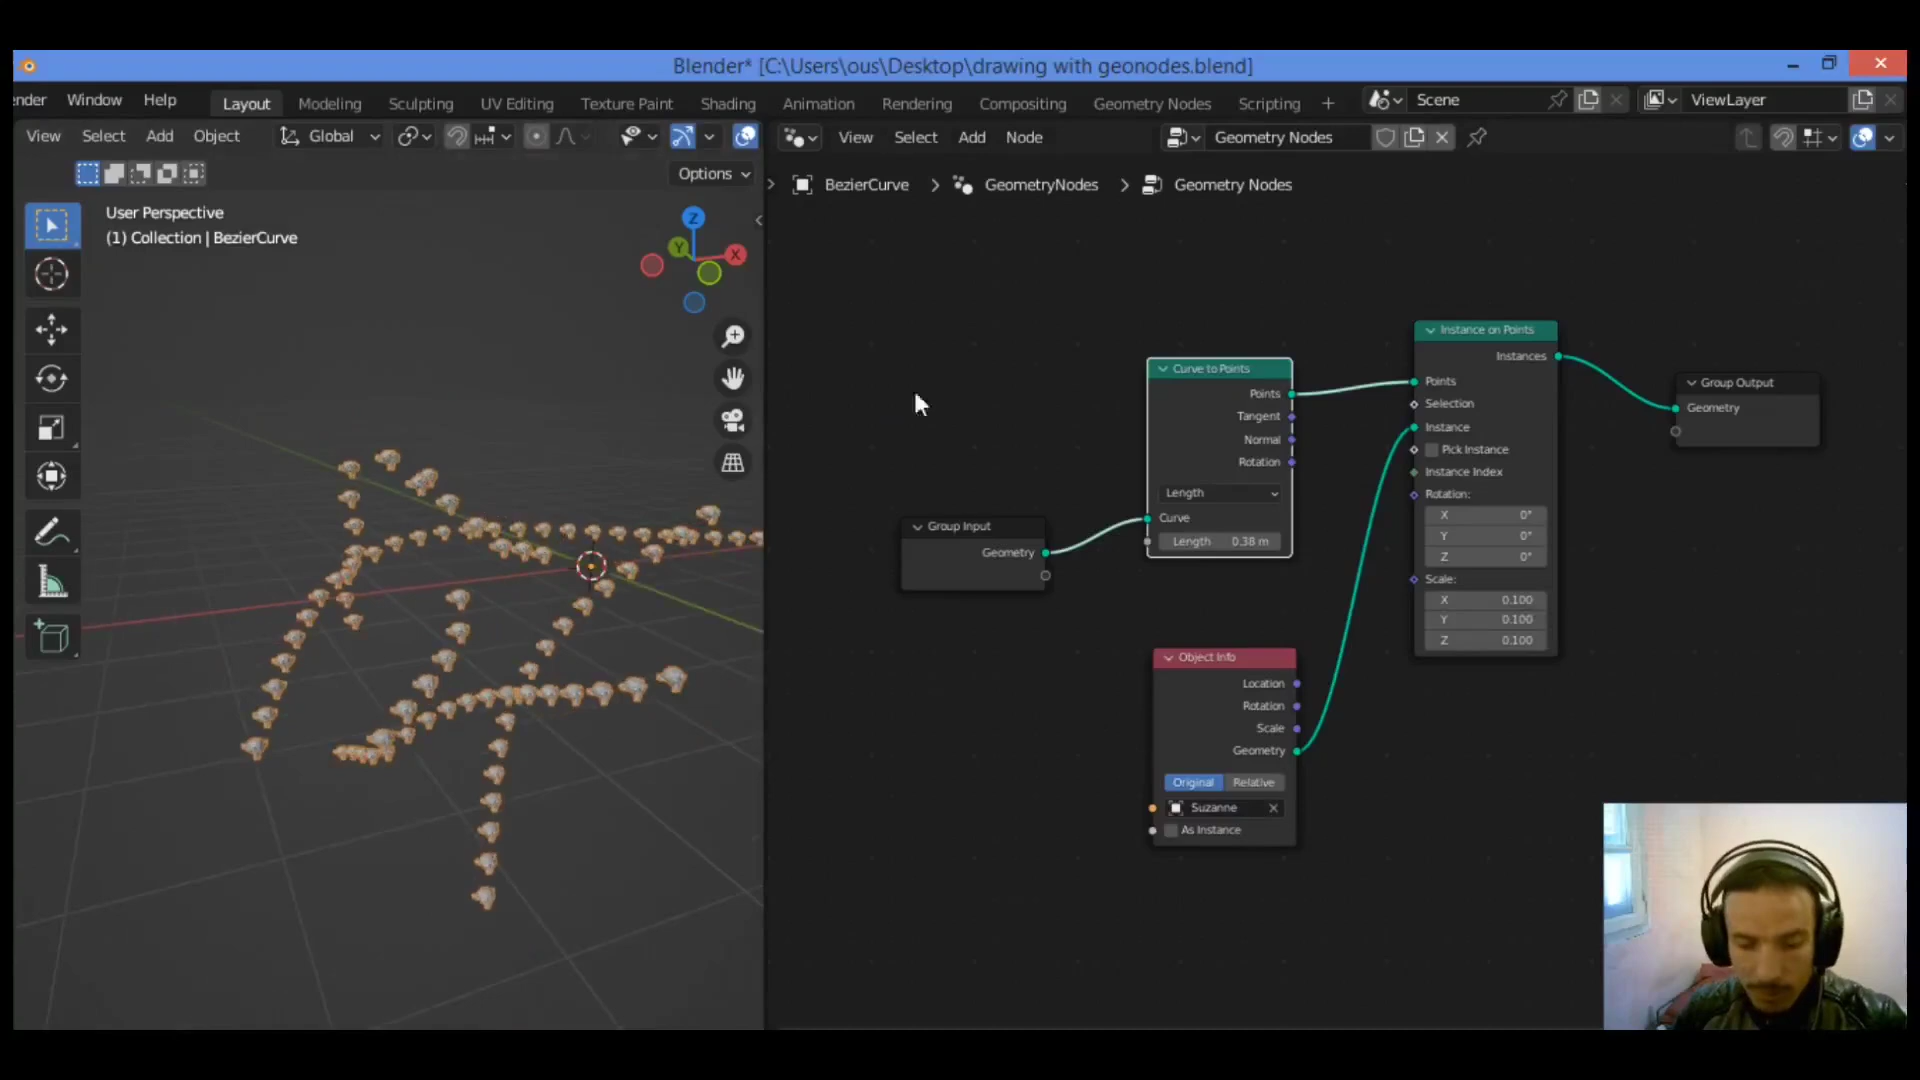 Blender* [C:\Users\ous\Desktop\drawing with geonodes.blend]
ender Window Help Layout Modeling Sculpting UV Editing Texture Paint Shading Animation Rendering Compositing Geometry Nodes Scripting + Scene ViewLayer
View Select Add Object Global View Select Add Node Geometry Nodes
Options
BezierCurve > GeometryNodes > Geometry Nodes
User Perspective
(1) Collection | BezierCurve
Z
Y
X
Group Input
Geometry
Curve to Points
Points
Tangent
Normal
Rotation
Length
Curve
Length 0.38 m
Object Info
Location
Rotation
Scale
Geometry
Original Relative
Suzanne
As Instance
Instance on Points
Instances
Points
Selection
Instance
Pick Instance
Instance Index
Rotation:
X 0°
Y 0°
Z 0°
Scale:
X 0.100
Y 0.100
Z 0.100
Group Output
Geometry